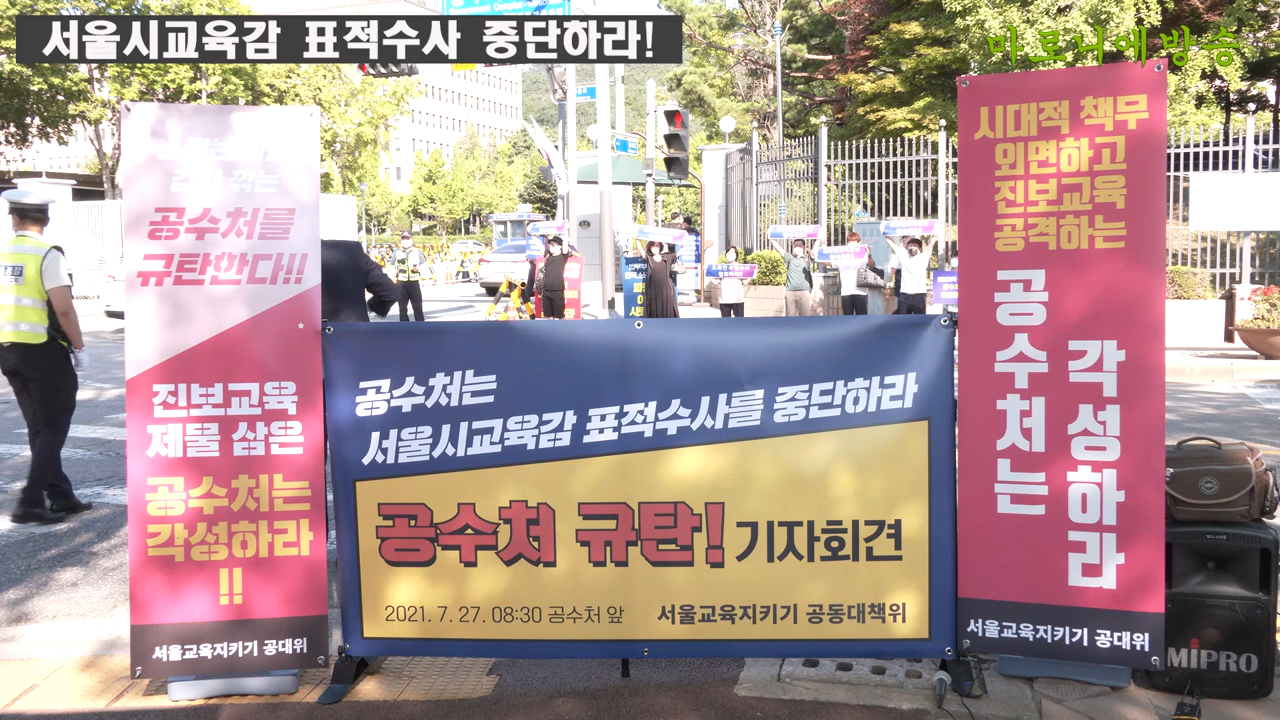 서울시교육감 표적수사 중단하라!
마로니에방송
꺾는
공수처를
규탄한다!!
진보교육
제물 삼은
공수처는
각성하라
!!
서울교육지키기 공대위
공수처는
서울시교육감 표적수사를 중단하라
공수처 규탄! 기자회견
2021. 7. 27. 08:30 공수처 앞 서울교육지키기 공동대책위
시대적 책무
외면하고
진보교육
공격하는
공수처는
각성하라
서울교육지키기 공대위
MIPRO